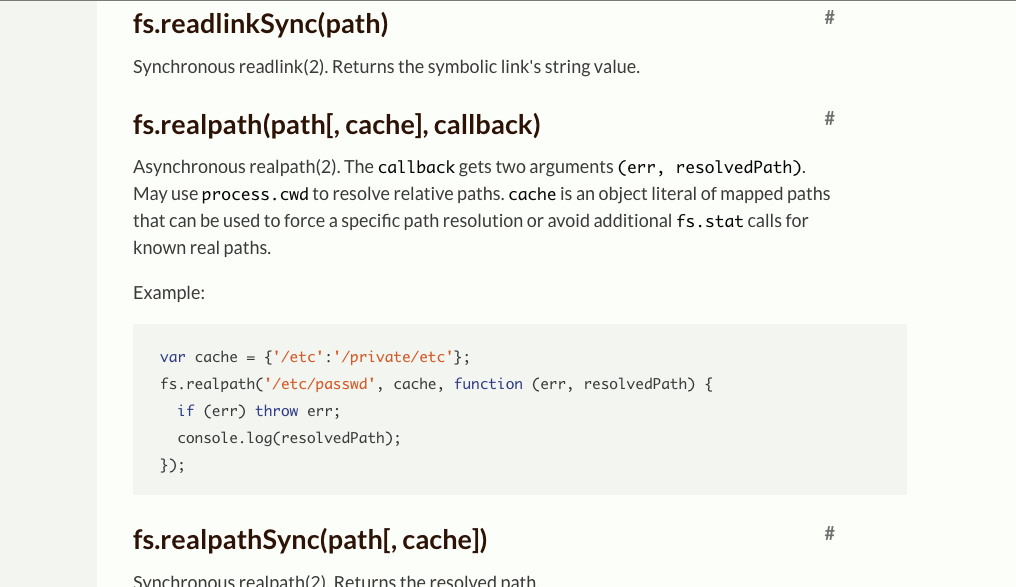 fs.readlinkSync(path) #
Synchronous readlink(2). Returns the symbolic link's string value.
fs.realpath(path[, cache], callback) #
Asynchronous realpath(2). The callback gets two arguments (err, resolvedPath).
May use process.cwd to resolve relative paths. cache is an object literal of mapped paths
that can be used to force a specific path resolution or avoid additional fs.stat calls for
known real paths.
Example:
var cache = {'/etc':'/private/etc'};
fs.realpath('/etc/passwd', cache, function (err, resolvedPath) {
  if (err) throw err;
  console.log(resolvedPath);
});
fs.realpathSync(path[, cache]) #
Synchronous realpath(2). Returns the resolved path